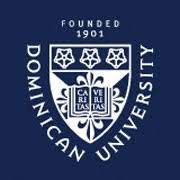 FOUNDED
1901
DOMINICAN UNIVERSITY
CA VE
RI RI
TAS TAS